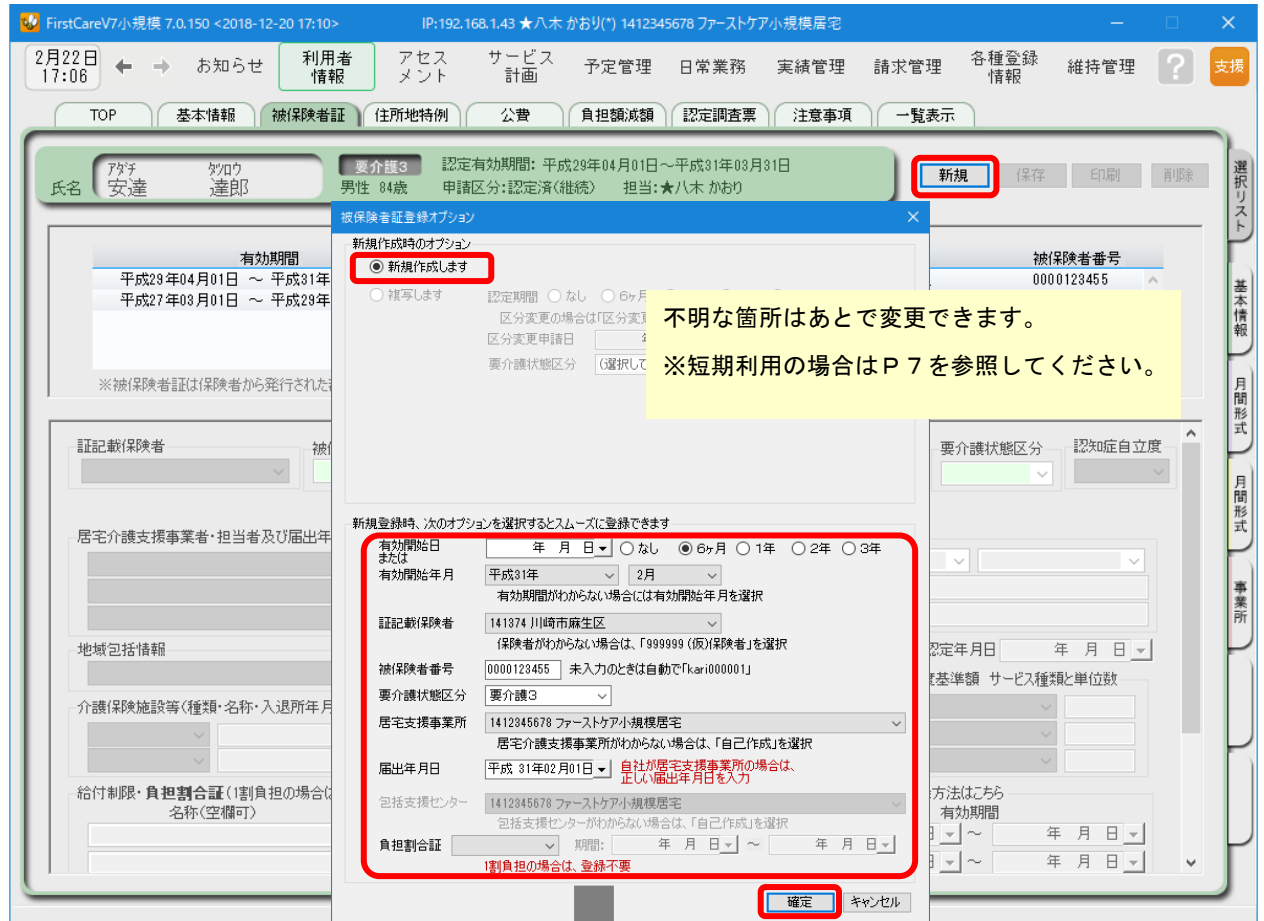 FirstCareV7小規模 7.0.150 <2018-12-20 17:10> IP:192.168.1.43 ★八木 かおり(*) 1412345678 ファーストケア小規模居宅
2月22日
17:06
お知らせ
利用者
情報
アセス
メント
サービス
計画
予定管理
日常業務
実績管理
請求管理
各種登録
情報
維持管理
?
支援
TOP 基本情報 被保険者証 住所地特例 公費 負担額減額 認定調査票 注意事項 一覧表示
氏名
アダチ タツロウ
安達 達郎
要介護3 認定有効期間: 平成29年04月01日~平成31年03月31日
男性 84歳 申請区分:認定済(継続) 担当:★八木 かおり
新規 保存 印刷 削除
選択リスト
基本情報
月間形式
月間形式
事業所
有効期間
被保険者番号
平成29年04月01日 ~ 平成31年
0000123455
平成27年03月01日 ~ 平成29年
※被保険者証は保険者から発行された
被保険者証登録オプション
新規作成時のオプション
新規作成します
複写します 認定期間 なし 6ヶ月
区分変更の場合は「区分変
区分変更申請日
要介護状態区分 (選択して
不明な箇所はあとで変更できます。
※短期利用の場合はP7を参照してください。
証記載保険者
要介護状態区分 認知症自立度
居宅介護支援事業者・担当者及び届出年
地域包括情報
認定年月日 年 月 日
基準額 サービス種類と単位数
介護保険施設等(種類・名称・入退所年月
給付制限・負担割合証(1割負担の場合は
名称(空欄可)
方法はこちら
有効期間
日 ~ 年 月 日
日 ~ 年 月 日
新規登録時、次のオプションを選択するとスムーズに登録できます
有効開始日
または
有効開始年月
年 月 日 なし 6ヶ月 1年 2年 3年
平成31年 2月
有効期間がわからない場合には有効開始年月を選択
証記載保険者 141374 川崎市麻生区
保険者がわからない場合は、「999999 (仮)保険者」を選択
被保険者番号 0000123455 未入力のときは自動で「kari000001」
要介護状態区分 要介護3
居宅支援事業所 1412345678 ファーストケア小規模居宅
居宅介護支援事業所がわからない場合は、「自己作成」を選択
届出年月日 平成 31年02月01日 自社が居宅支援事業所の場合は、
正しい届出年月日を入力
包括支援センター 1412345678 ファーストケア小規模居宅
包括支援センターがわからない場合は、「自己作成」を選択
負担割合証 期間: 年 月 日 ~ 年 月 日
1割負担の場合は、登録不要
確定 キャンセル